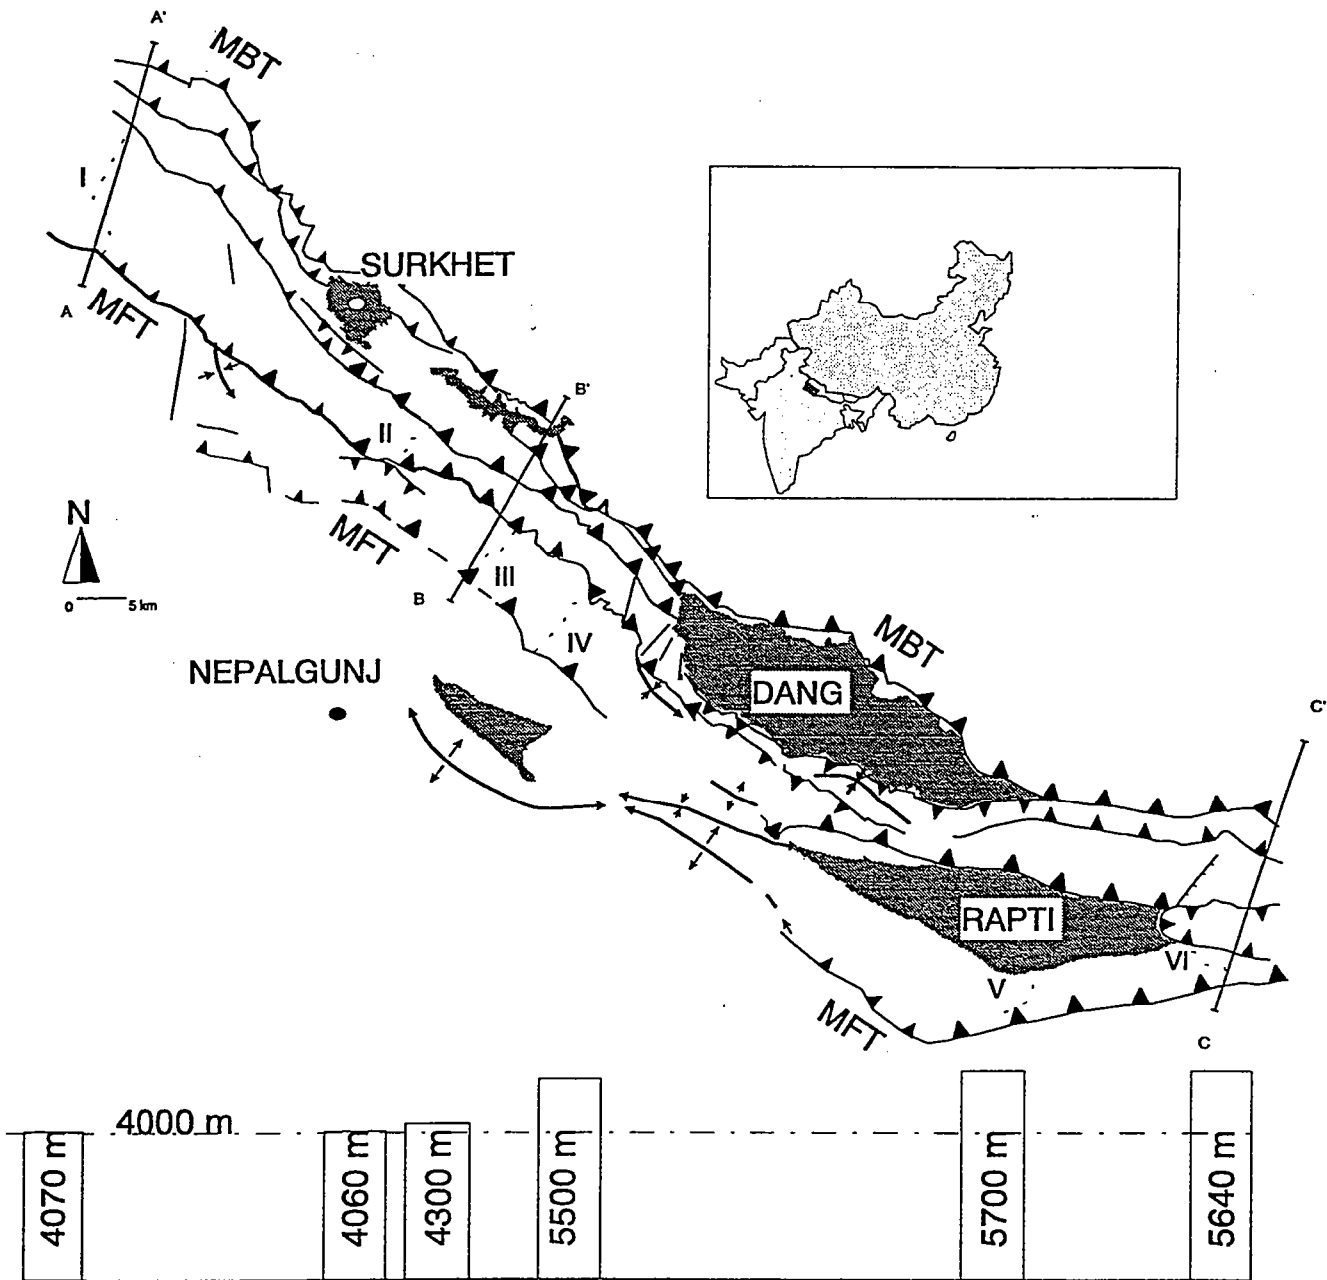 A'
MBT
I
SURKHET
A
MFT
B'
II
N
MFT
0 5 km
III
B
IV
MBT
NEPALGUNJ
DANG
C'
RAPTI
VI
V
MFT
C
4000 m
4070 m
4060 m
4300 m
5500 m
5700 m
5640 m